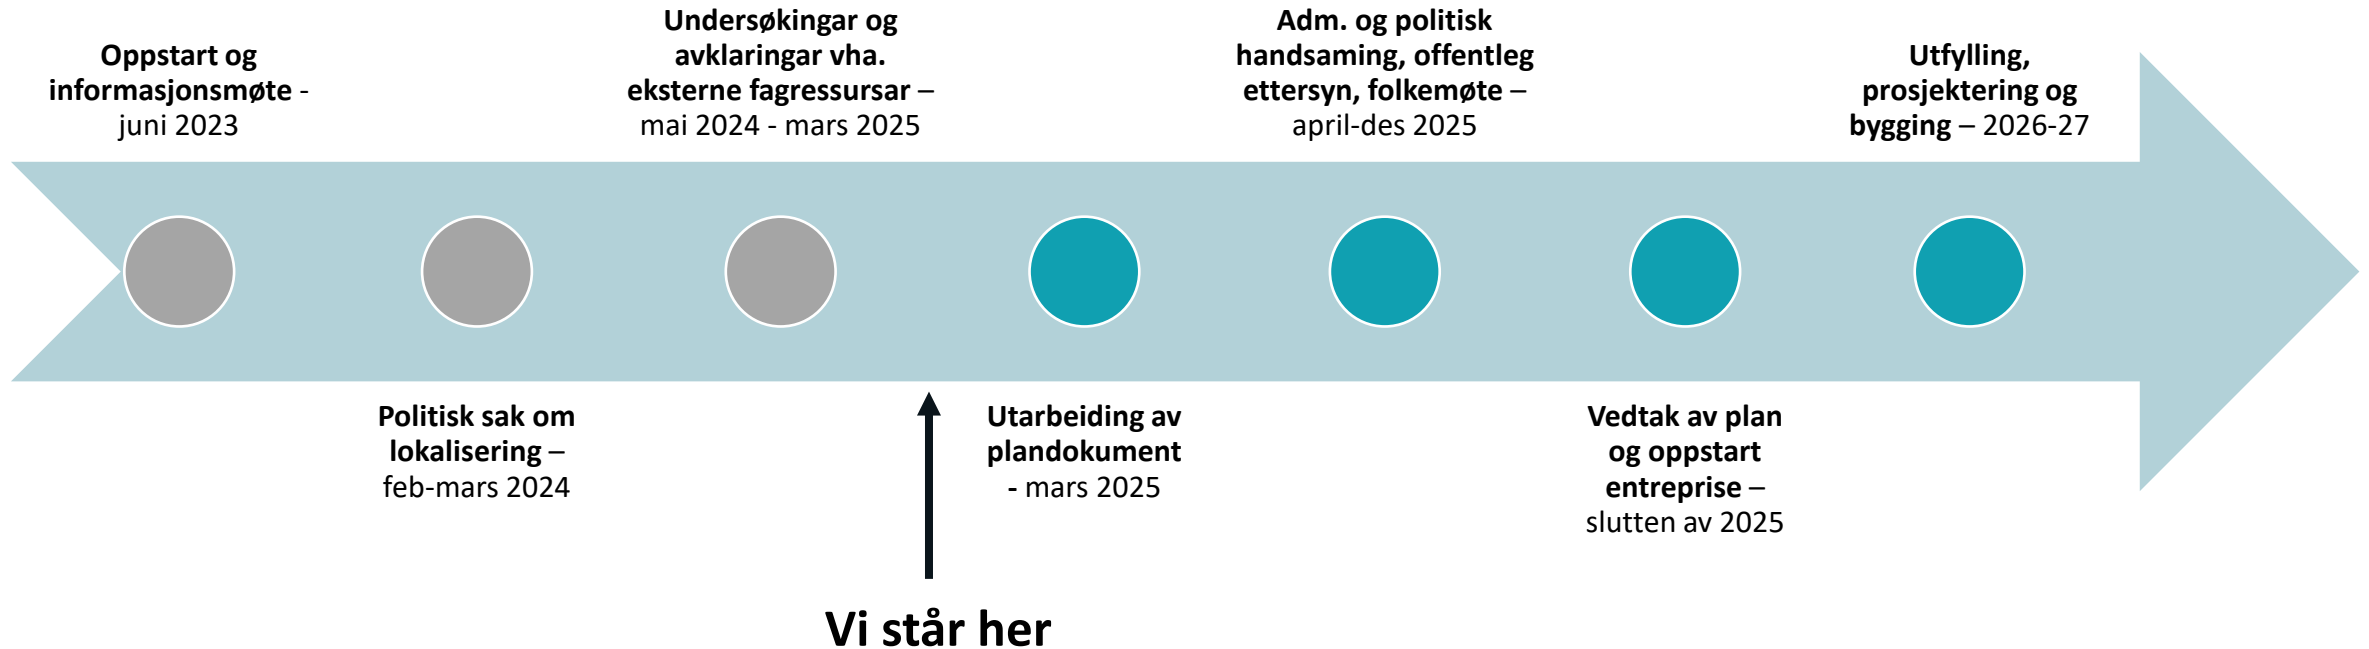 Oppstart og
informasjonsmøte -
juni 2023
Politisk sak om
lokalisering –
feb-mars 2024
Undersøkingar og
avklaringar vha.
eksterne fagressursar –
mai 2024 - mars 2025
Vi står her
Utarbeiding av
plandokument
- mars 2025
Adm. og politisk
handsaming, offentleg
ettersyn, folkemøte –
april-des 2025
Vedtak av plan
og oppstart
entreprise –
slutten av 2025
Utfylling,
prosjektering og
bygging – 2026-27